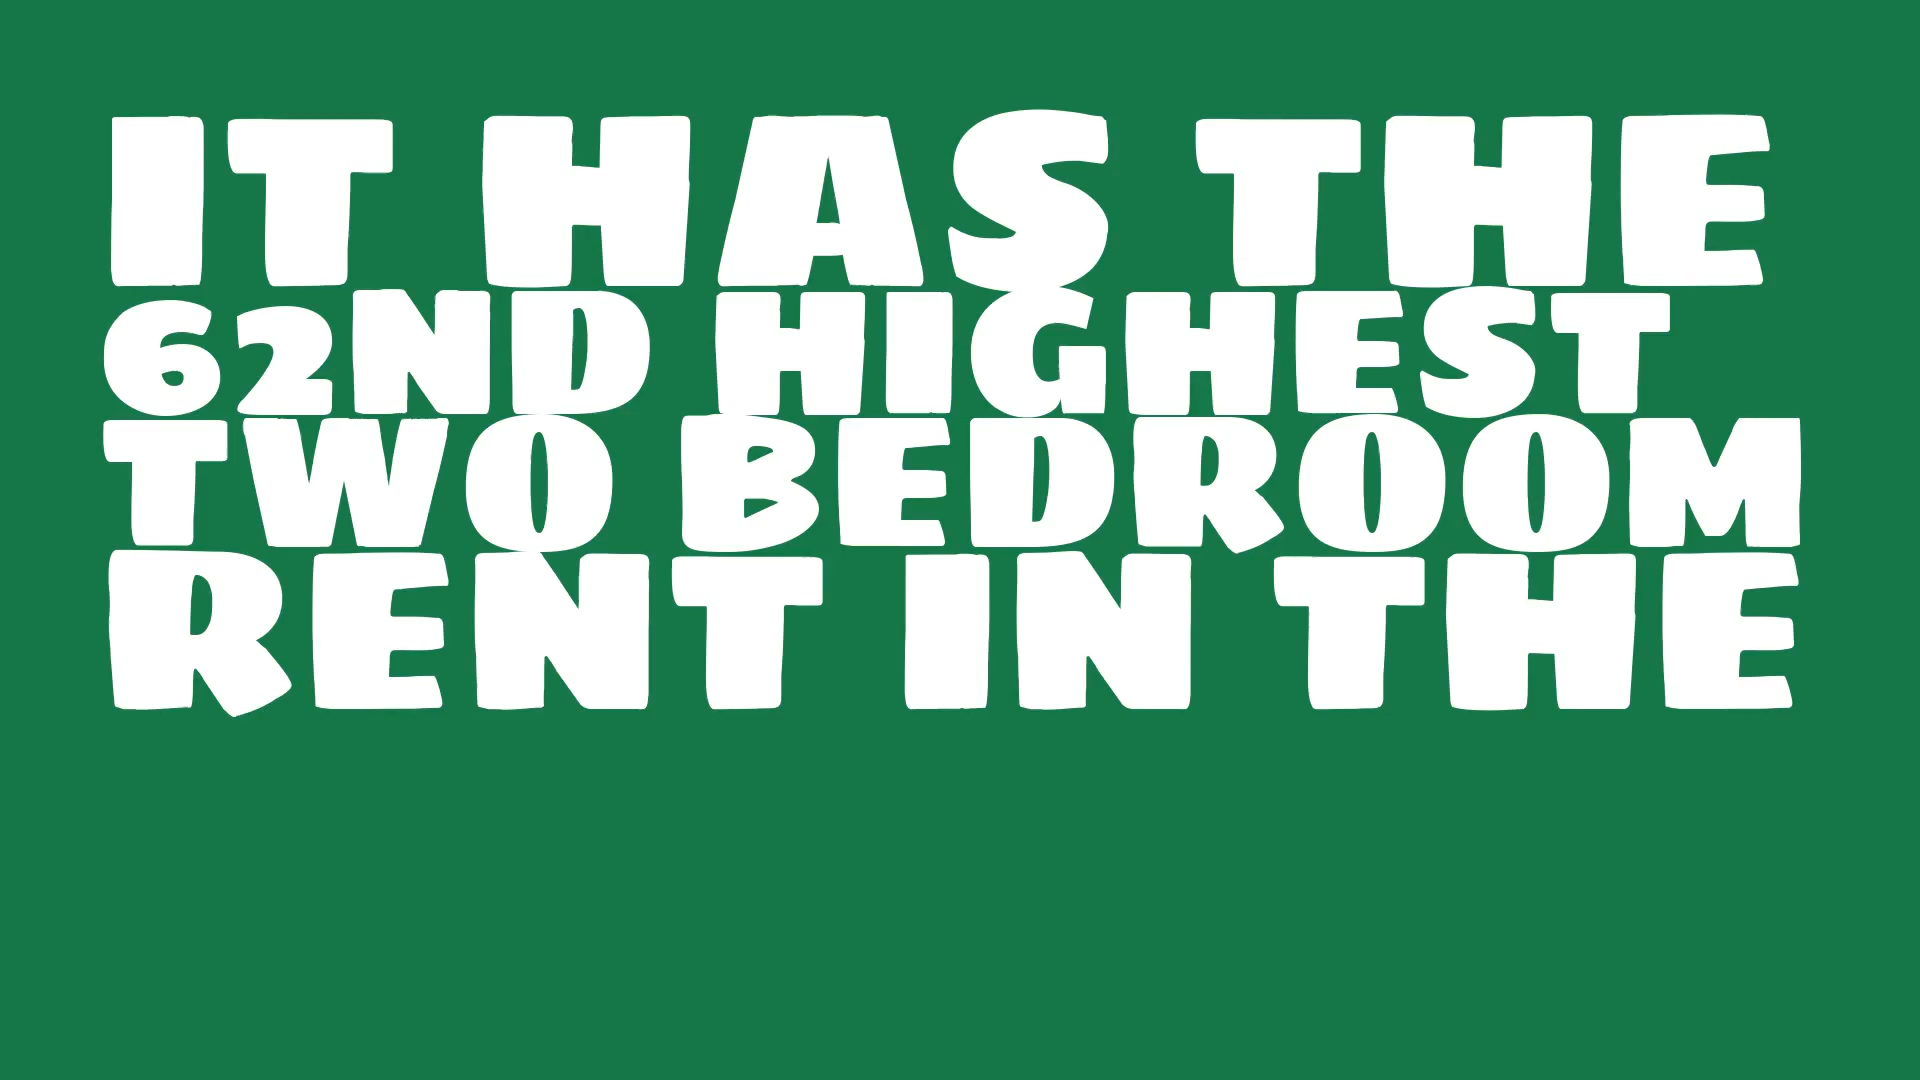 IT HAS THE
62ND HIGHEST
TWO BEDROOM
RENT IN THE